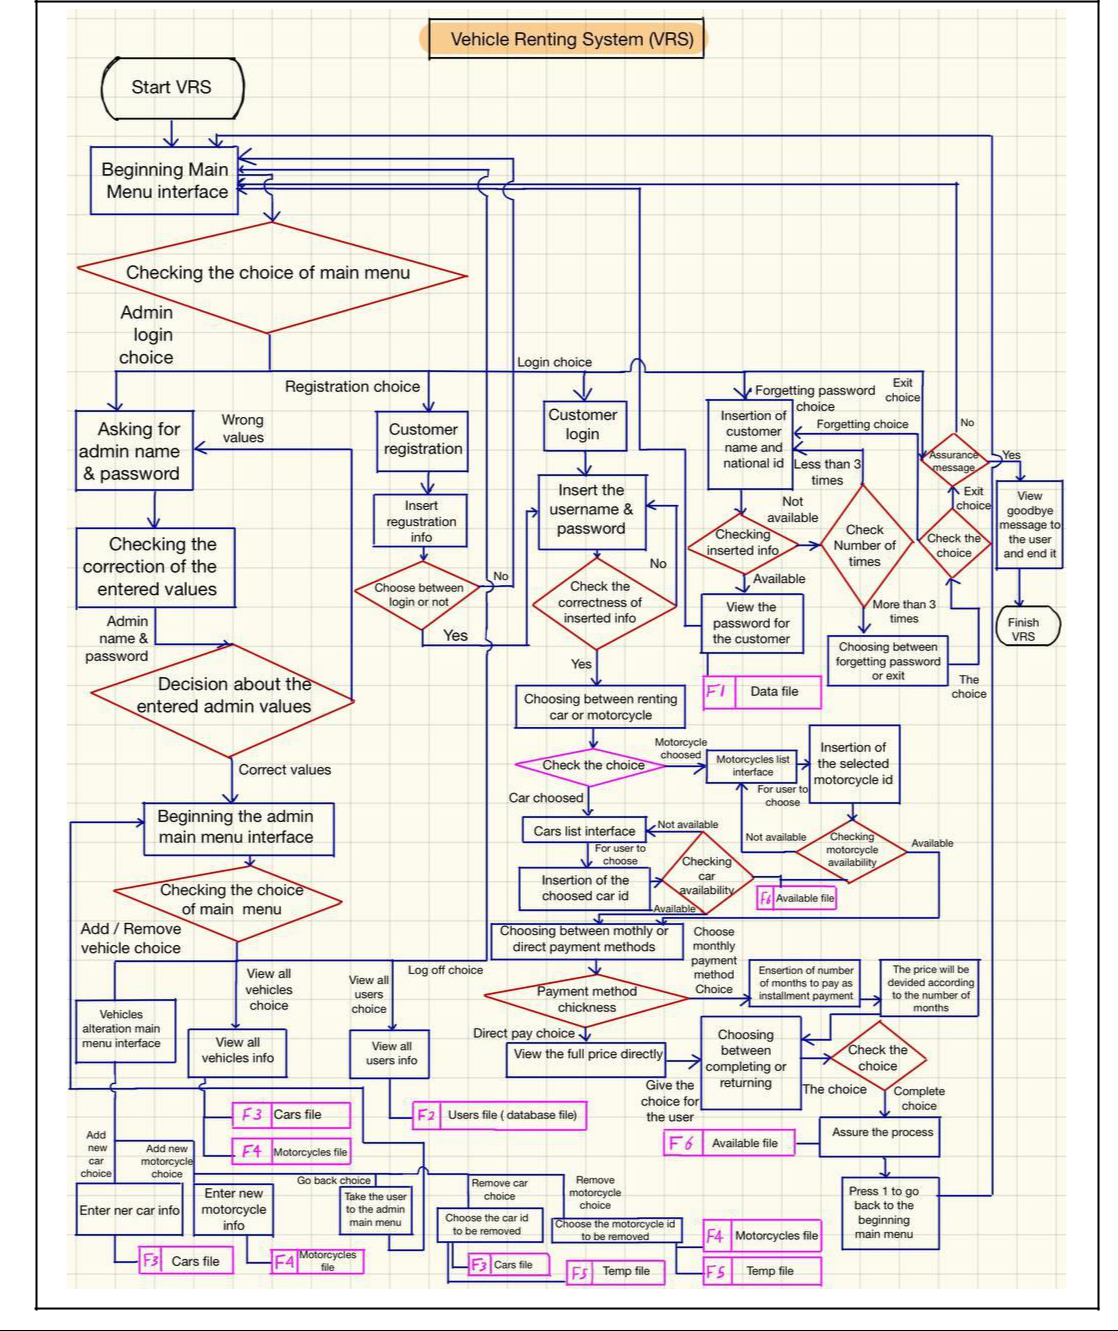 Vehicle Renting System (VRS)
Start VRS
Beginning Main
Menu interface
Checking the choice of main menu
Admin
login
choice
Registration choice
Login choice
Forgetting password
choice
Exit
choice
Asking for
admin name
& password
Wrong
values
Customer
registration
Customer
login
Insertion of
customer
name and
national id
Forgetting choice
Less than 3
times
No
Assurance
message
Yes
Exit
choice
View
goodbye
message to
the user
and end it
Finish
VRS
Checking the
correction of the
entered values
Insert
regustration
info
Insert the
username &
password
Not
available
Checking
inserted info
Check
Number of
times
Check the
choice
Available
Choose between
login or not
No
Yes
No
Check the
correctness of
inserted info
Yes
View the
password for
the customer
F1 Data file
More than 3
times
Choosing between
forgetting password
or exit
The
choice
Admin
name &
password
Decision about the
entered admin values
Correct values
Choosing between renting
car or motorcycle
Check the choice
Motorcycle
choosed
Motorcycles list
interface
Insertion of
the selected
motorcycle id
For user to
choose
Car choosed
Cars list interface
Not available
Not available
Checking
motorcycle
availability
Available
For user to
choose
Insertion of the
choosed car id
Checking
car
availability
Available
F6 Available file
Beginning the admin
main menu interface
Checking the choice
of main menu
Add / Remove
vehicle choice
View all
vehicles
choice
View all
users
choice
Log off choice
Choosing between mothly or
direct payment methods
Choose
monthly
payment
method
Choice
Payment method
chickness
Ensertion of number
of months to pay as
installment payment
The price will be
devided according
to the number of
months
Direct pay choice
View the full price directly
Give the
choice for
the user
Choosing
between
completing or
returning
The choice
Check the
choice
Complete
choice
Assure the process
F6 Available file
Press 1 to go
back to the
beginning
main menu
Vehicles
alteration main
menu interface
View all
vehicles info
View all
users info
F3 Cars file
F4 Motorcycles file
F2 Users file ( database file)
Add
new
car
choice
Add new
motorcycle
choice
Go back choice
Remove car
choice
Remove
motorcycle
choice
Enter ner car info
Enter new
motorcycle
info
Take the user
to the admin
main menu
Choose the car id
to be removed
Choose the motorcycle id
to be removed
F3 Cars file
F4 Motorcycles
file
F3 Cars file
F5 Temp file
F4 Motorcycles file
F5 Temp file